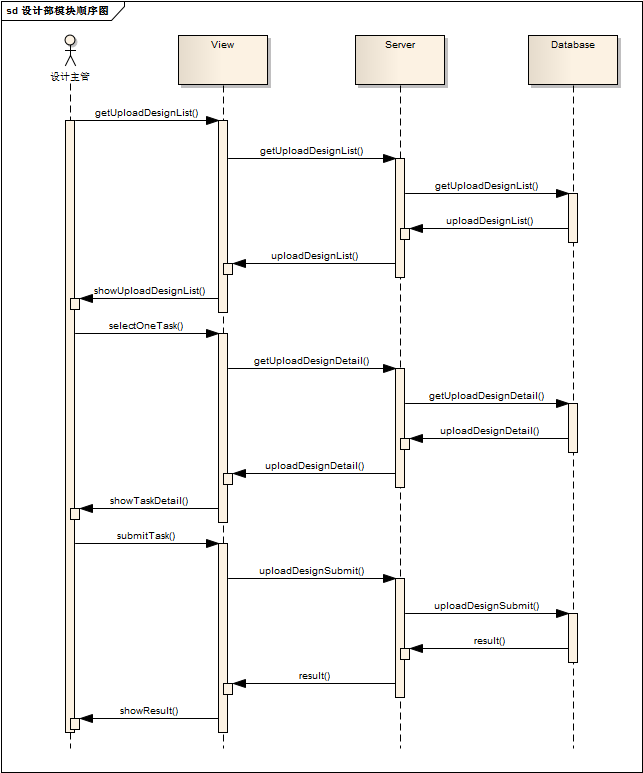 sd 设计部模块顺序图
View
Server
Database
设计主管
getUploadDesignList()
getUploadDesignList()
getUploadDesignList()
uploadDesignList()
uploadDesignList()
showUploadDesignList()
selectOneTask()
getUploadDesignDetail()
getUploadDesignDetail()
uploadDesignDetail()
uploadDesignDetail()
showTaskDetail()
submitTask()
uploadDesignSubmit()
uploadDesignSubmit()
result()
result()
showResult()